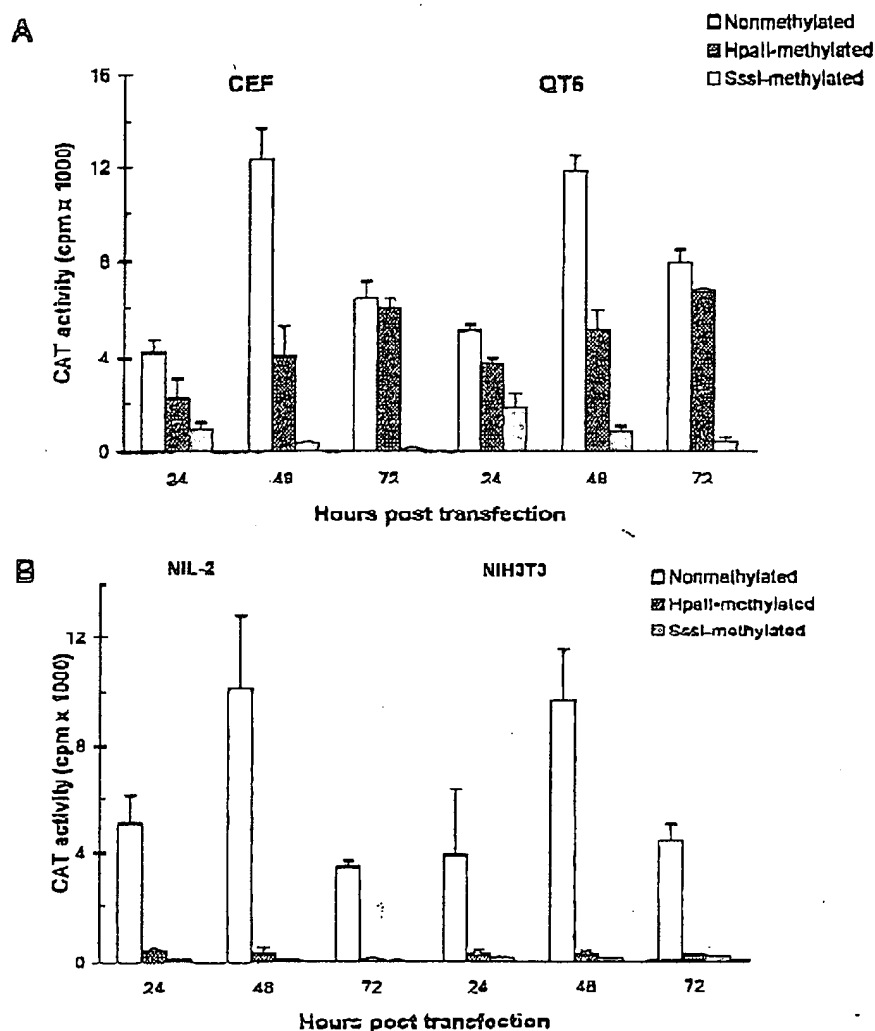 A
Nonmethylated
HpaII-methylated
SssI-methylated
CEF
QT6
CAT activity (cpm x 1000)
16
12
8
4
0
24
48
72
24
48
72
Hours post transfection
B
NIL-2
NIH3T3
Nonmethylated
HpaII-methylated
SssI-methylated
CAT activity (cpm x 1000)
12
8
4
0
24
48
72
24
48
72
Hours post transfection